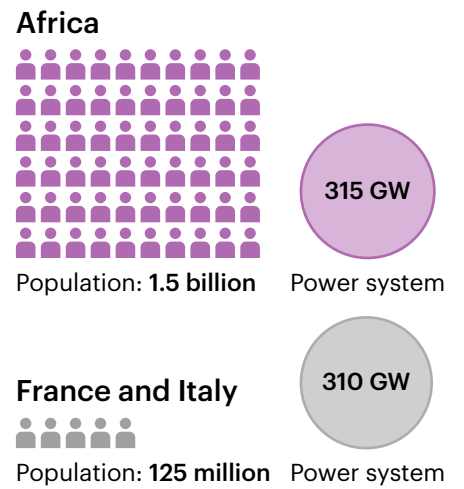 Africa
315 GW
Population: 1.5 billion
Power system
310 GW
France and Italy
Population: 125 million
Power system